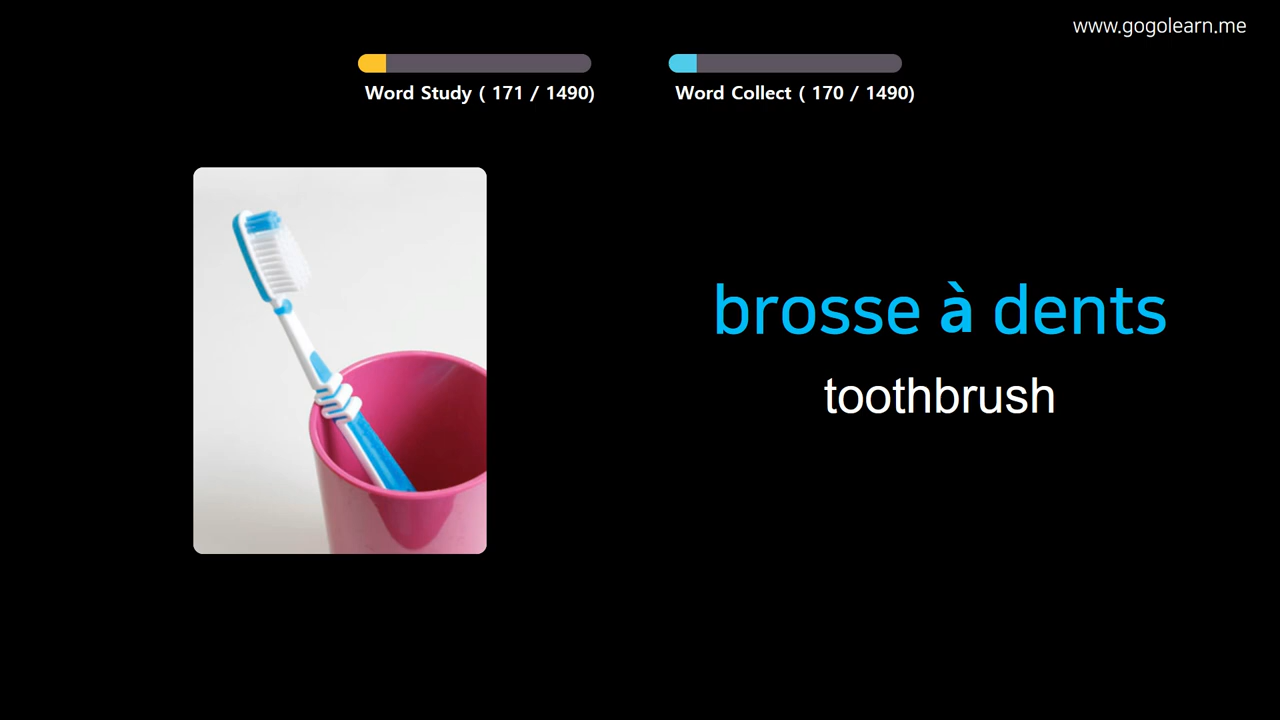 www.gogolearn.me
Word Study ( 171 / 1490)
Word Collect ( 170 / 1490)
brosse à dents
toothbrush